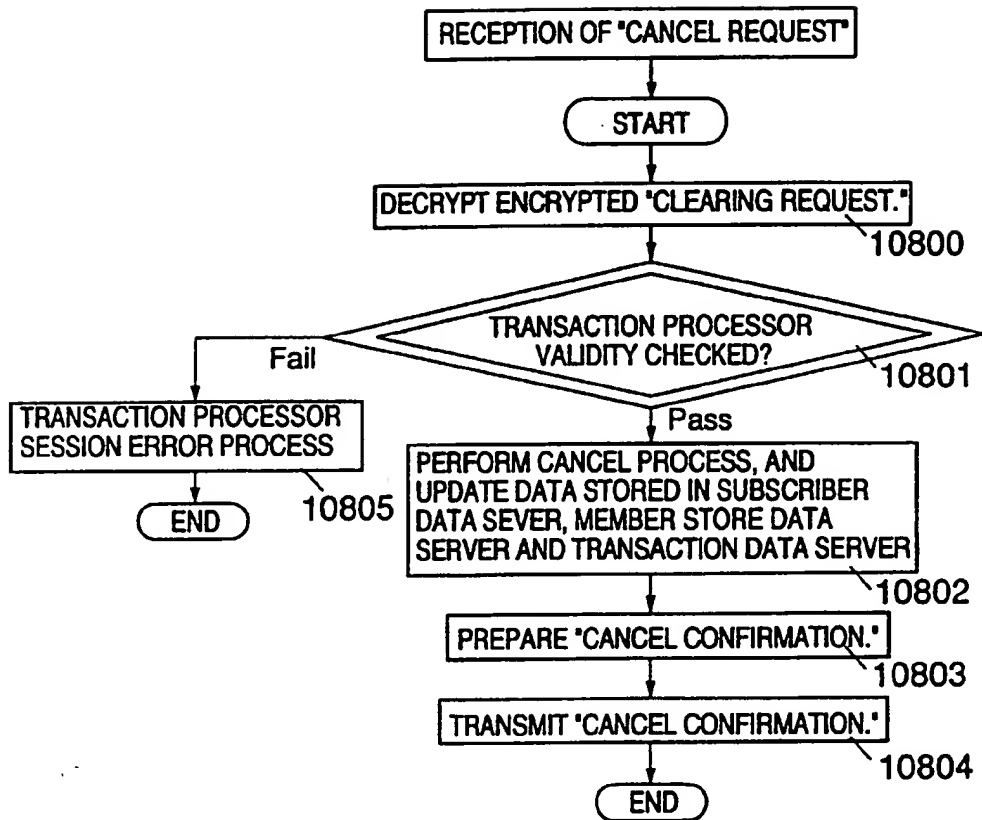 RECEPTION OF "CANCEL REQUEST"
START
DECRYPT ENCRYPTED "CLEARING REQUEST."
10800
TRANSACTION PROCESSOR
VALIDITY CHECKED?
10801
Fail
Pass
TRANSACTION PROCESSOR
SESSION ERROR PROCESS
10805
END
PERFORM CANCEL PROCESS, AND
UPDATE DATA STORED IN SUBSCRIBER
DATA SEVER, MEMBER STORE DATA
SERVER AND TRANSACTION DATA SERVER
10802
PREPARE "CANCEL CONFIRMATION."
10803
TRANSMIT "CANCEL CONFIRMATION."
10804
END